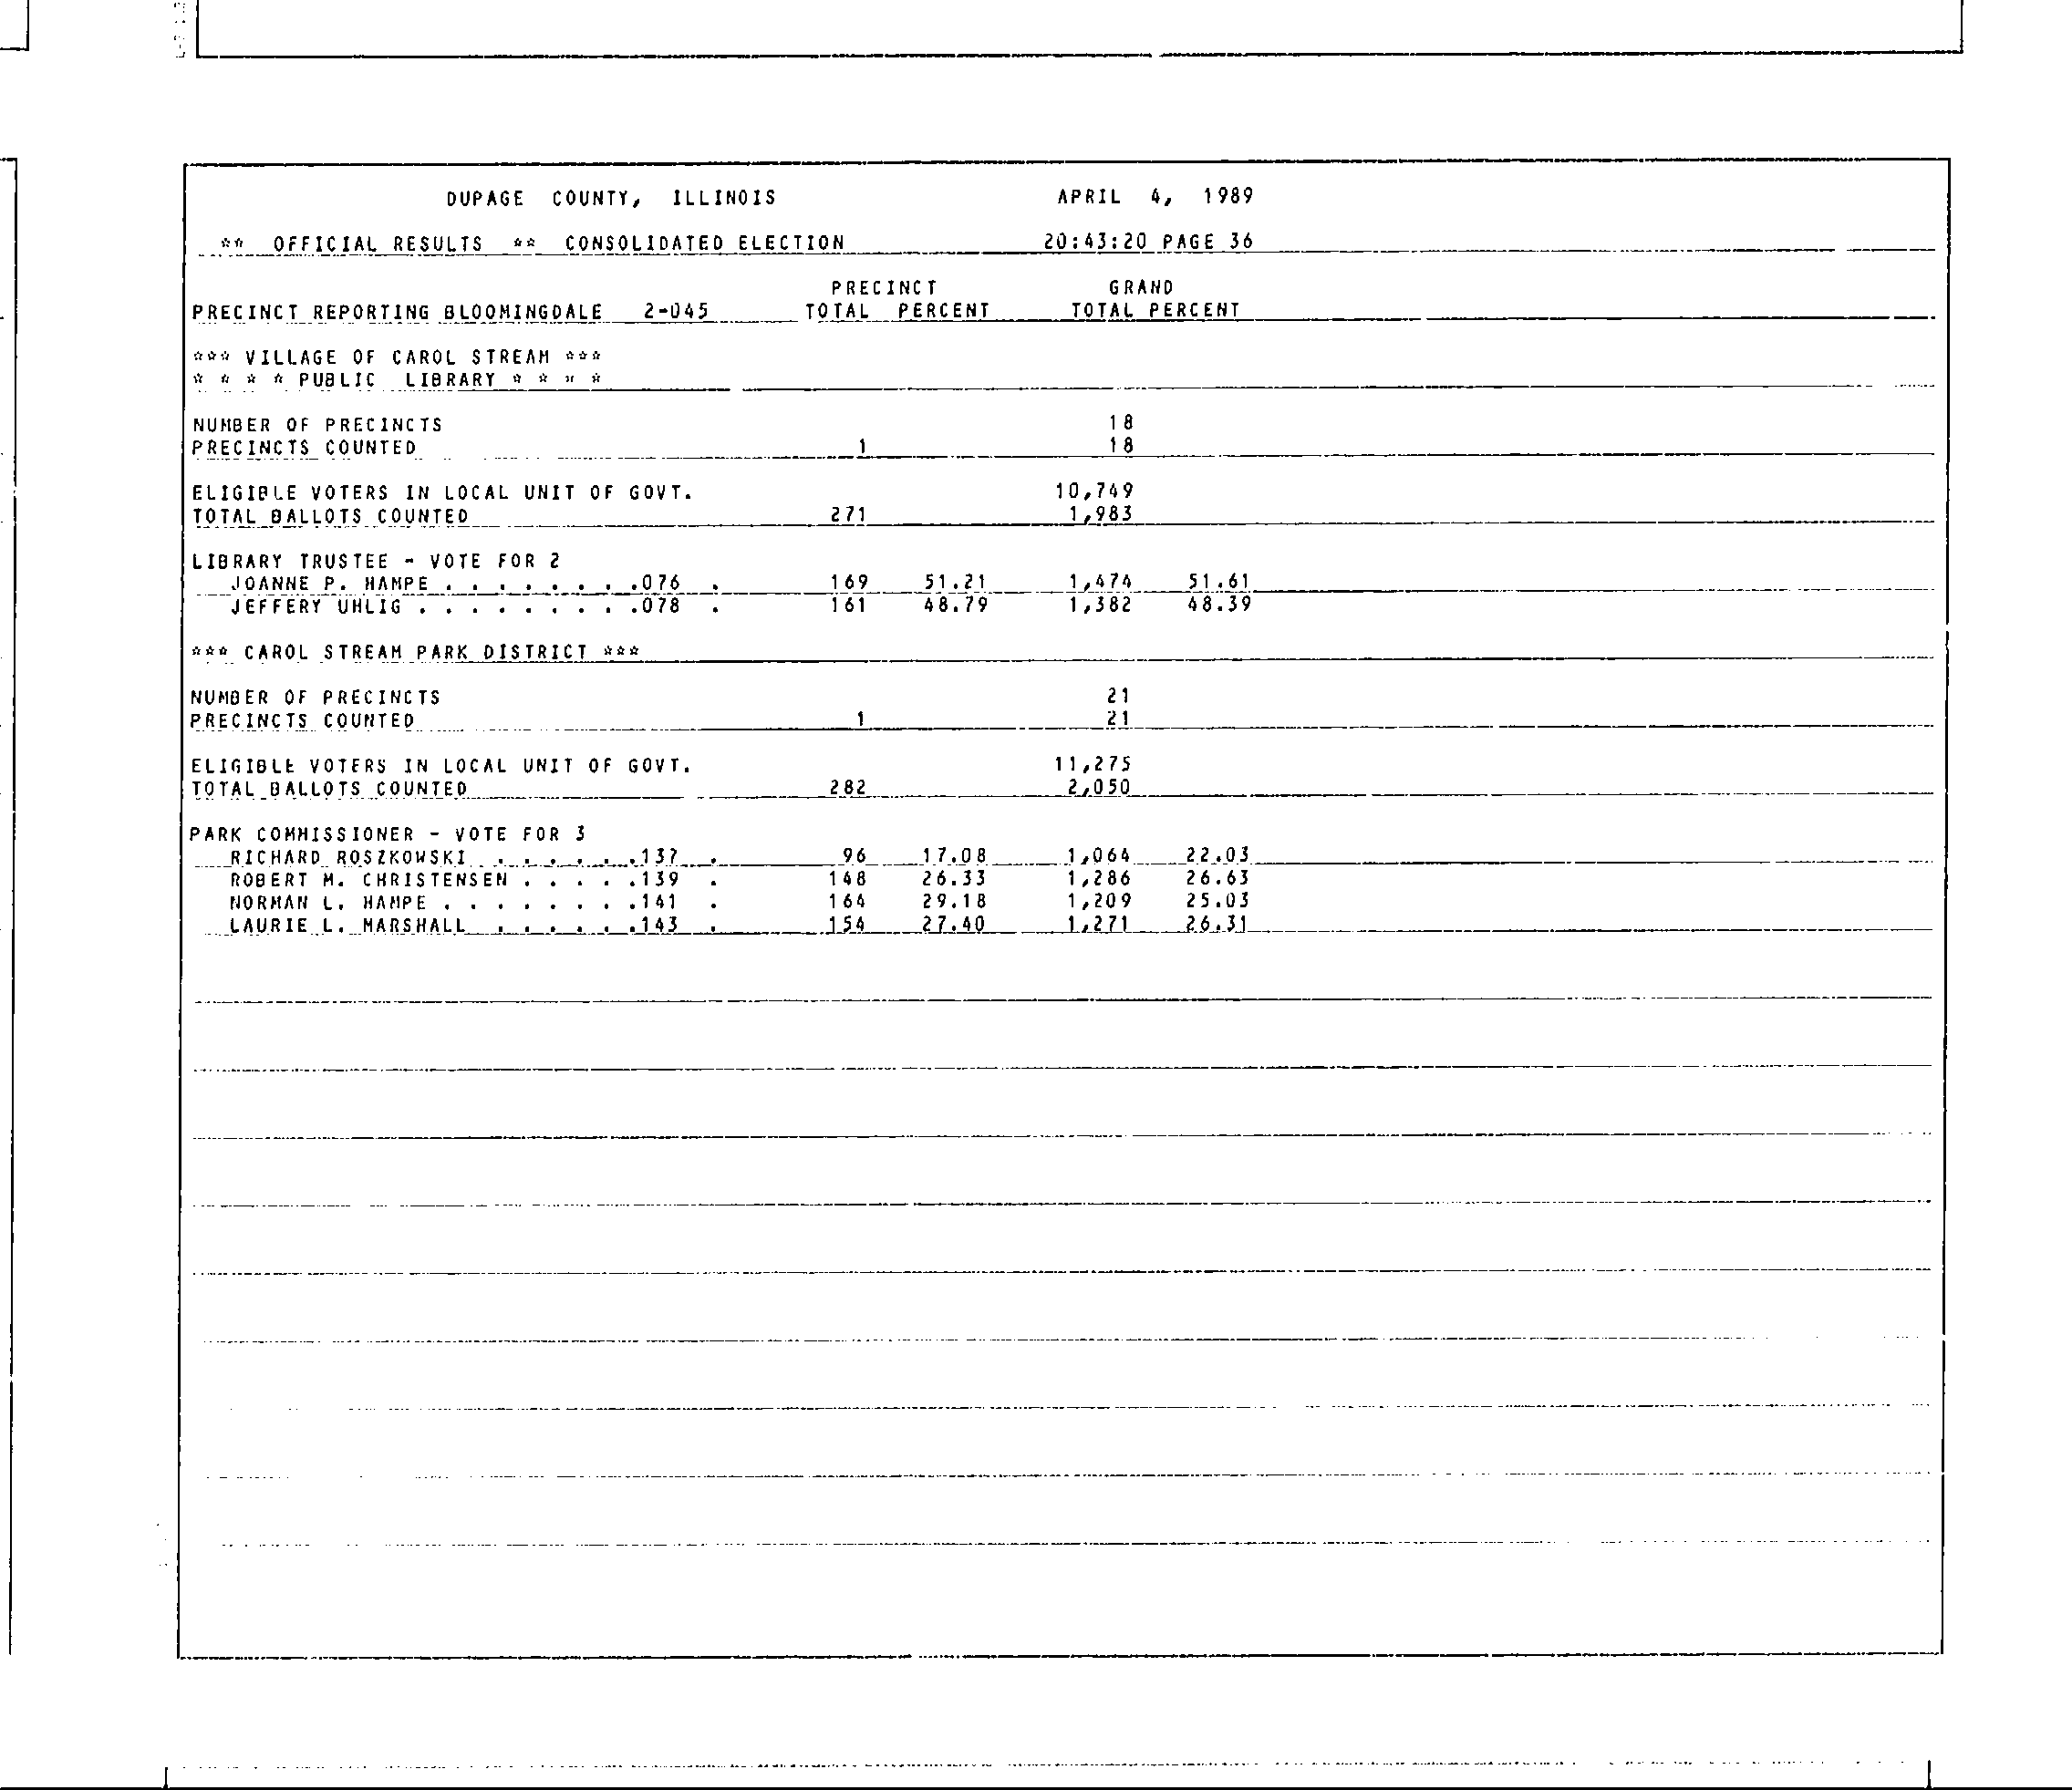 DUPAGE COUNTY, ILLINOIS APRIL 4, 1989
** OFFICIAL RESULTS ** CONSOLIDATED ELECTION 20:43:20 PAGE 36
PRECINCT GRAND
PRECINCT REPORTING BLOOMINGDALE 2-045 TOTAL PERCENT TOTAL PERCENT
*** VILLAGE OF CAROL STREAM ***
* * * * PUBLIC LIBRARY * * * *
NUMBER OF PRECINCTS 18
PRECINCTS COUNTED 1 18
ELIGIBLE VOTERS IN LOCAL UNIT OF GOVT. 10,749
TOTAL BALLOTS COUNTED 271 1,983
LIBRARY TRUSTEE - VOTE FOR 2
JOANNE P. HAMPE . . . . . . . .076 . 169 51.21 1,474 51.61
JEFFERY UHLIG . . . . . . . . .078 . 161 48.79 1,382 48.39
*** CAROL STREAM PARK DISTRICT ***
NUMBER OF PRECINCTS 21
PRECINCTS COUNTED 1 21
ELIGIBLE VOTERS IN LOCAL UNIT OF GOVT. 11,275
TOTAL BALLOTS COUNTED 282 2,050
PARK COMMISSIONER - VOTE FOR 3
RICHARD ROSZKOWSKI . . . . . .137 . 96 17.08 1,064 22.03
ROBERT M. CHRISTENSEN . . . . .139 . 148 26.33 1,286 26.63
NORMAN L. HAMPE . . . . . . . .141 . 164 29.18 1,209 25.03
LAURIE L. MARSHALL . . . . . .143 . 154 27.40 1,271 26.31